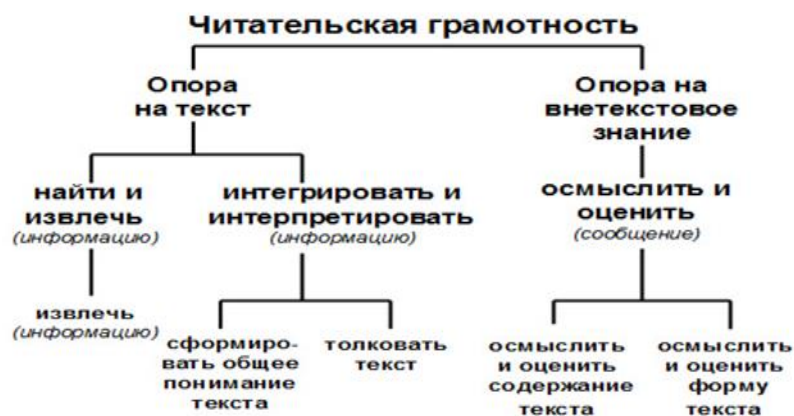 Читательская грамотность
Опора
на текст
Опора на
внетекстовое
знание
найти и
извлечь
(информацию)
интегрировать и
интерпретировать
(информацию)
осмыслить и
оценить
(сообщение)
извлечь
(информацию)
сформиро-
вать общее
понимание
текста
толковать
текст
осмыслить
и оценить
содержание
текста
осмыслить
и оценить
форму
текста